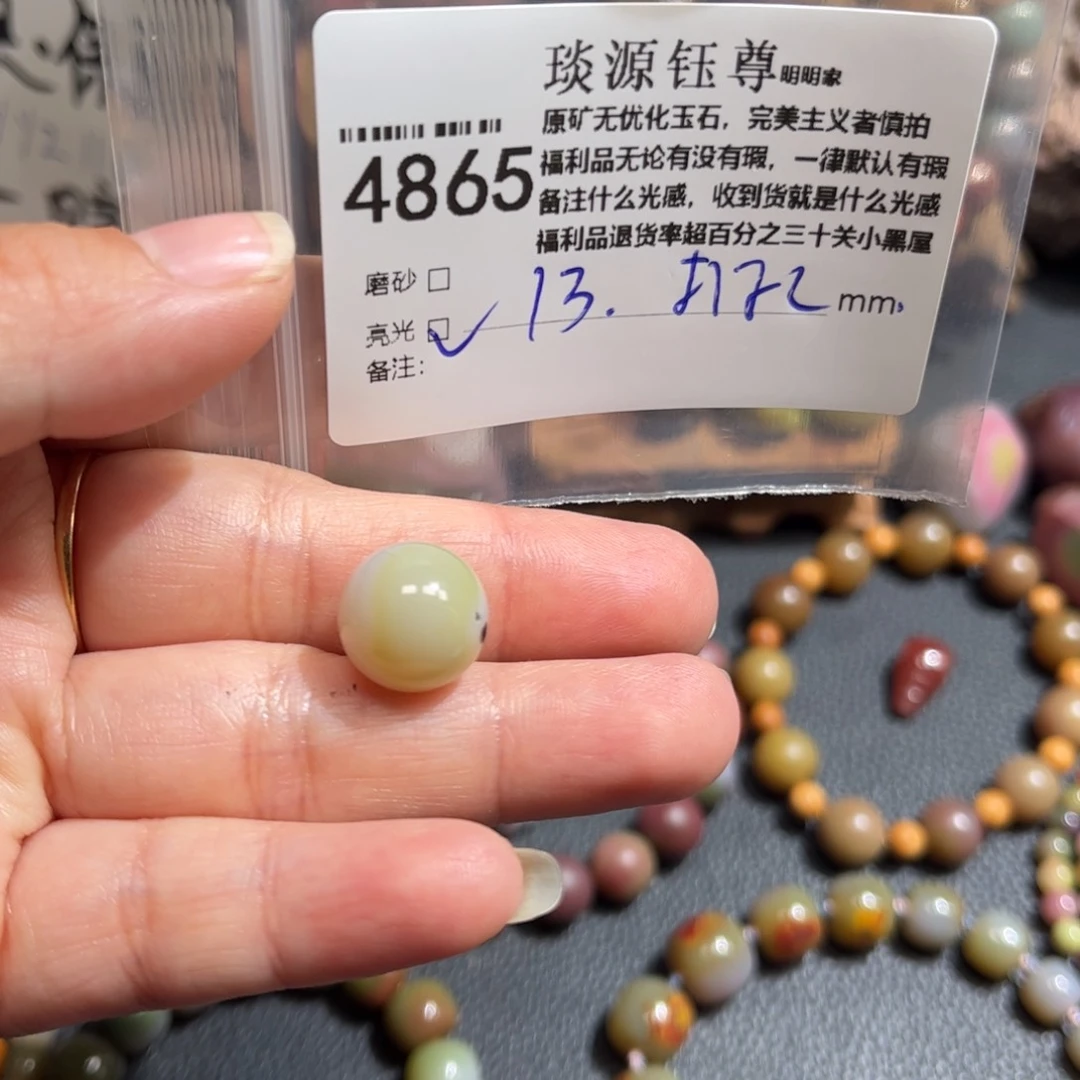 琰源钰尊明明家
原矿无优化玉石，完美主义者慎拍
4865
福利品无论有没有瑕，一律默认有瑕
备注什么光感，收到货就是什么光感
福利品退货率超百分之三十关小黑屋
磨砂 □
13. 打孔 mm
亮光 □
备注：